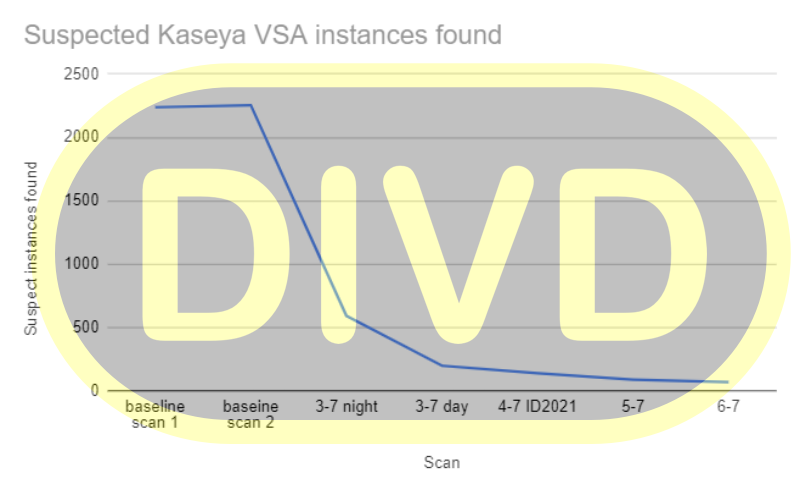 Suspected Kaseya VSA instances found
2500
2000
1500
1000
500
0
Suspect instances found
DIVD
baseline scan 1
baseine scan 2
3-7 night
3-7 day
4-7 ID2021
5-7
6-7
Scan